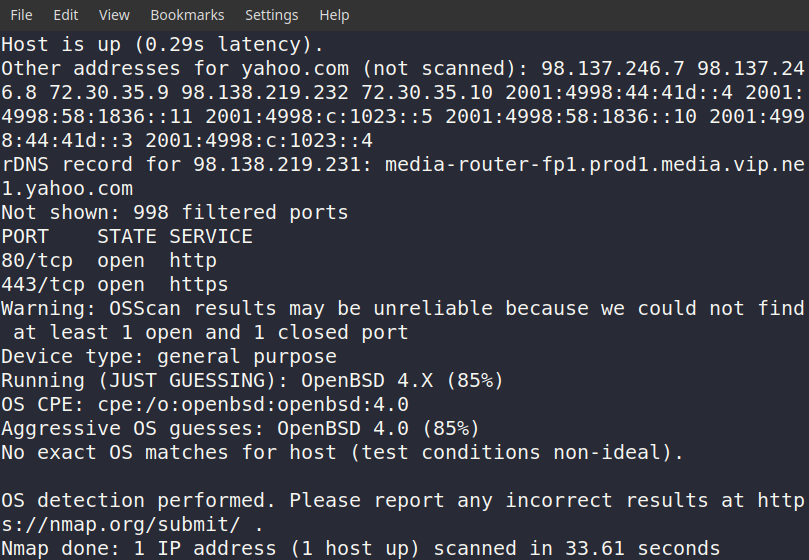 File Edit View Bookmarks Settings Help
Host is up (0.29s latency).
Other addresses for yahoo.com (not scanned): 98.137.246.7 98.137.24
6.8 72.30.35.9 98.138.219.232 72.30.35.10 2001:4998:44:41d::4 2001:
4998:58:1836::11 2001:4998:c:1023::5 2001:4998:58:1836::10 2001:499
8:44:41d::3 2001:4998:c:1023::4
rDNS record for 98.138.219.231: media-router-fp1.prod1.media.vip.ne
1.yahoo.com
Not shown: 998 filtered ports
PORT    STATE SERVICE
80/tcp  open  http
443/tcp open  https
Warning: OSScan results may be unreliable because we could not find
 at least 1 open and 1 closed port
Device type: general purpose
Running (JUST GUESSING): OpenBSD 4.X (85%)
OS CPE: cpe:/o:openbsd:openbsd:4.0
Aggressive OS guesses: OpenBSD 4.0 (85%)
No exact OS matches for host (test conditions non-ideal).

OS detection performed. Please report any incorrect results at http
s://nmap.org/submit/ .
Nmap done: 1 IP address (1 host up) scanned in 33.61 seconds